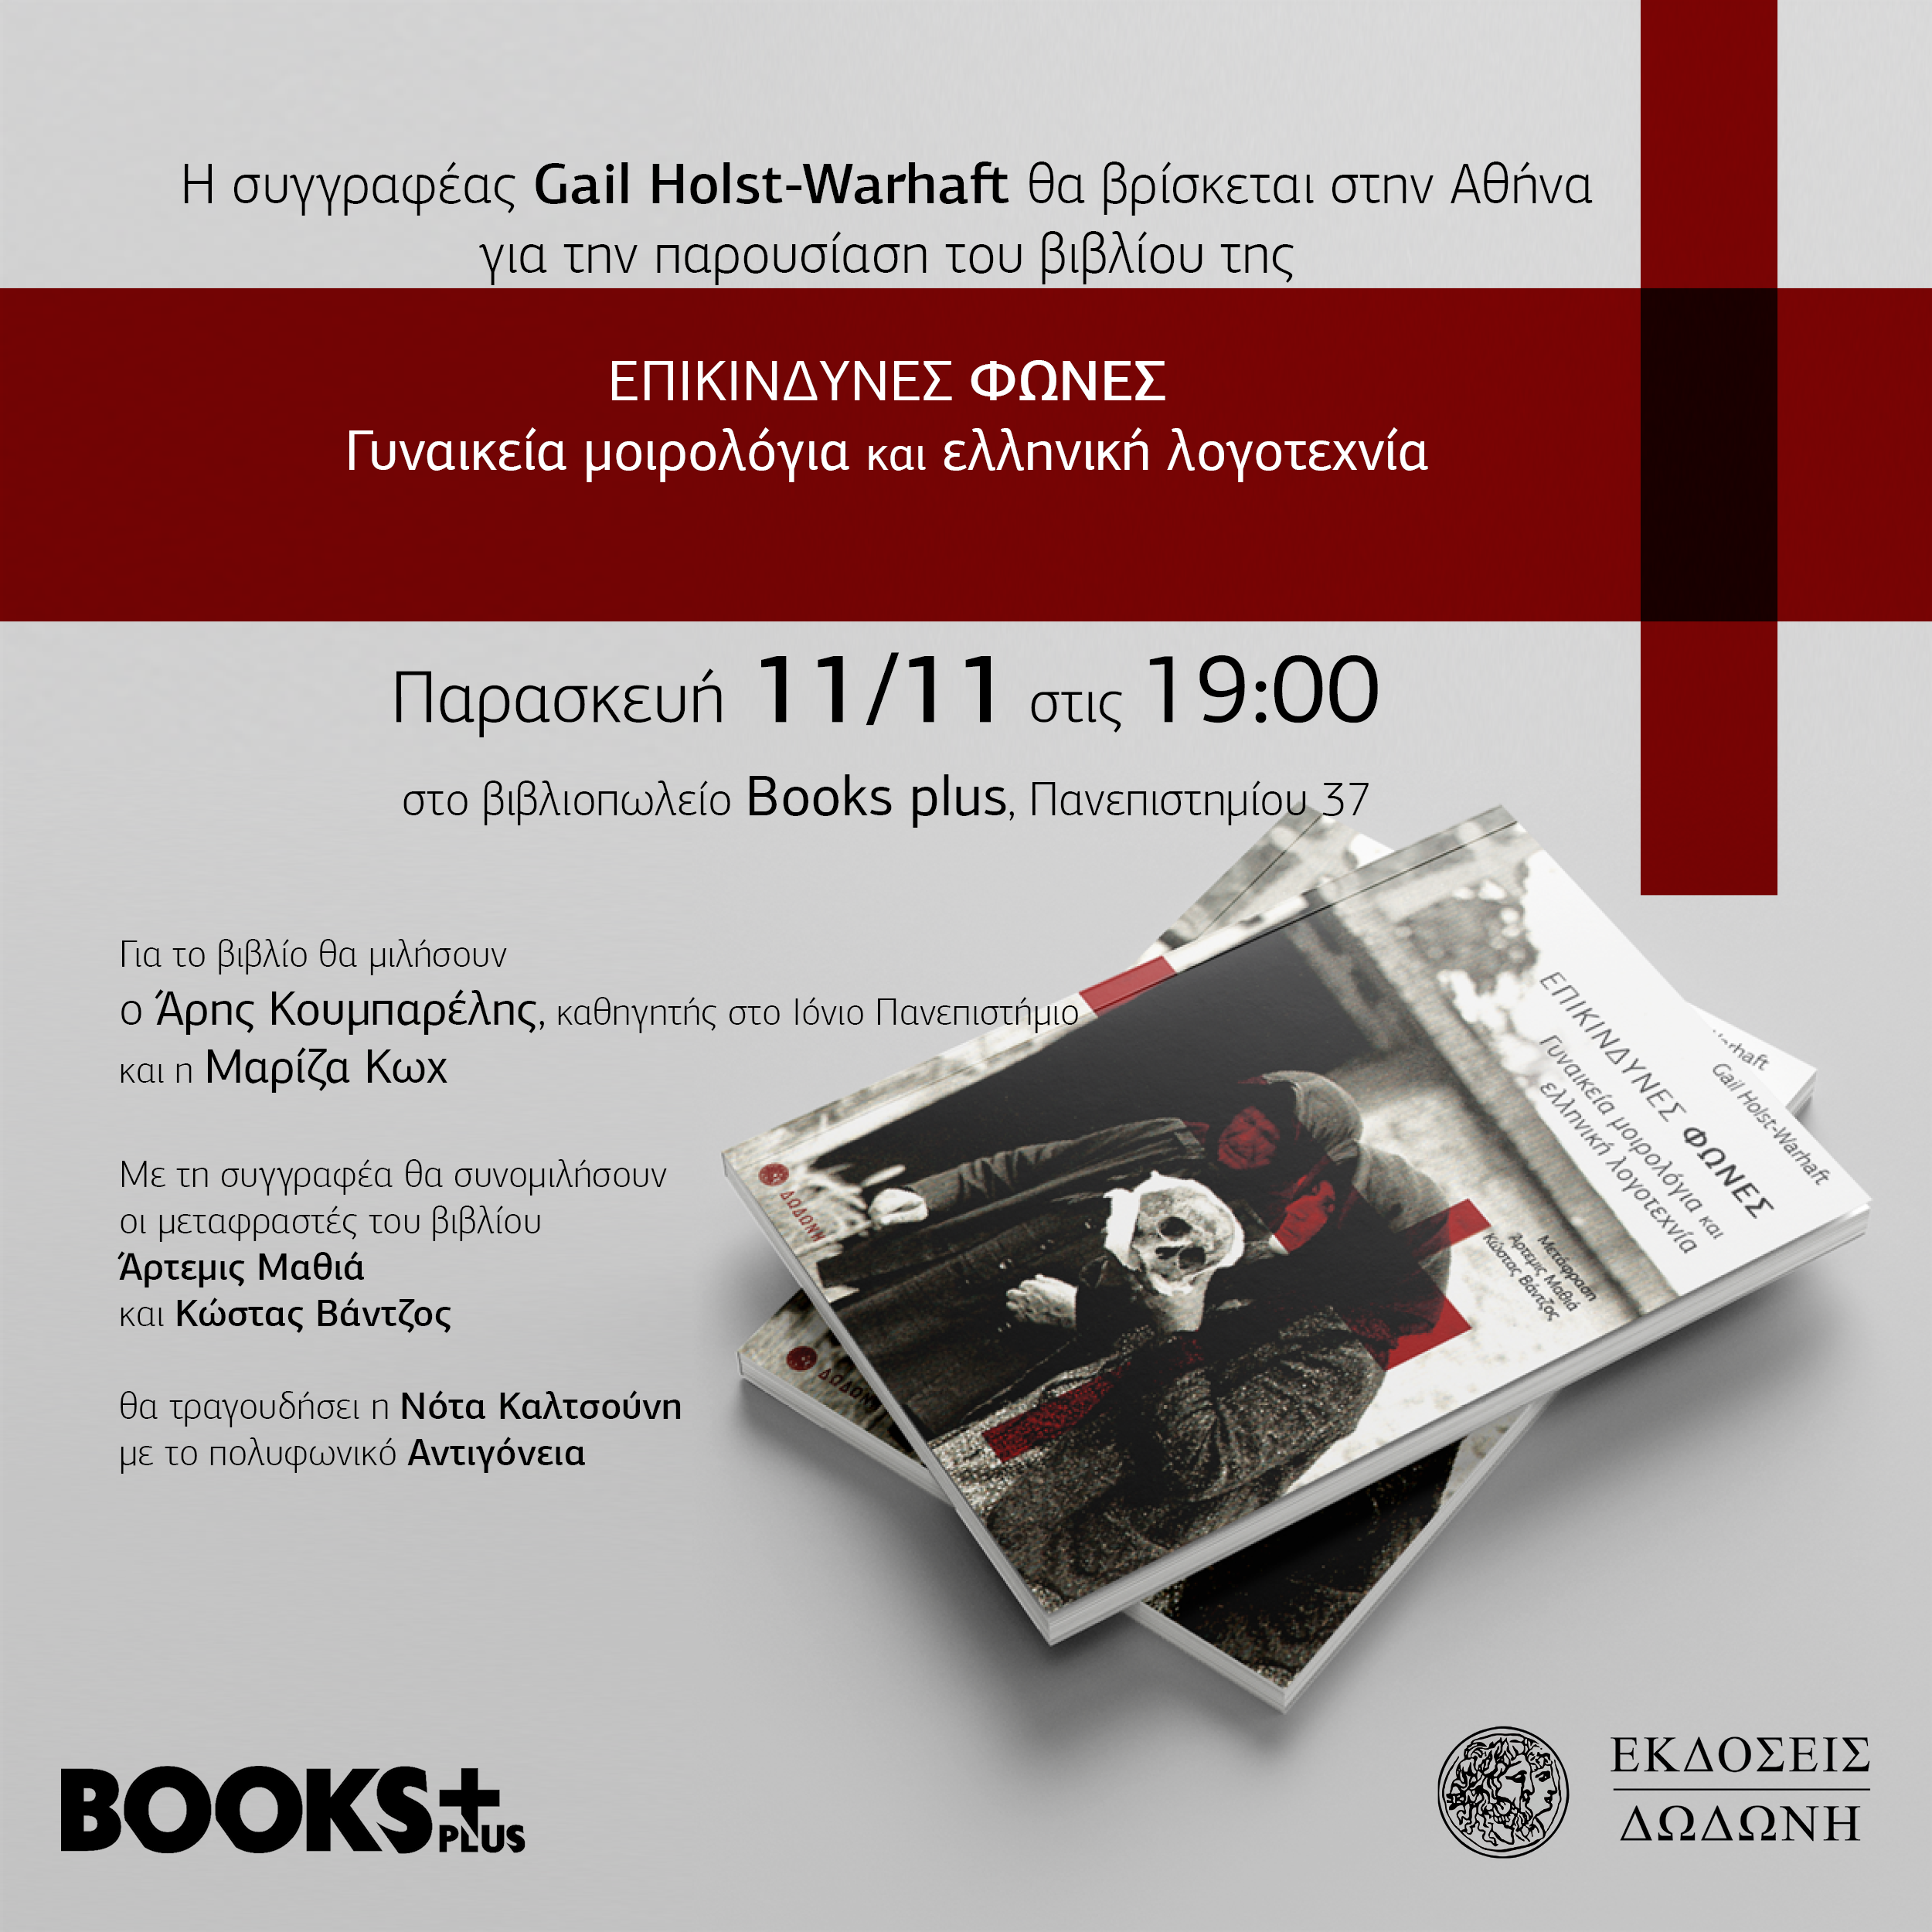 Η συγγραφέας Gail Holst-Warhaft θα βρίσκεται στην Αθήνα
για την παρουσίαση του βιβλίου της
ΕΠΙΚΙΝΔΥΝΕΣ ΦΩΝΕΣ
Γυναικεία μοιρολόγια και ελληνική λογοτεχνία
Παρασκευή 11/11 στις 19:00
στο βιβλιοπωλείο Books plus, Πανεπιστημίου 37
Για το βιβλίο θα μιλήσουν
ο Άρης Κουμπαρέλης, καθηγητής στο Ιόνιο Πανεπιστήμιο
και η Μαρίζα Κωχ
Με τη συγγραφέα θα συνομιλήσουν
οι μεταφραστές του βιβλίου
Άρτεμις Μαθιά
και Κώστας Βάντζος
θα τραγουδήσει η Νότα Καλτσούνη
με το πολυφωνικό Αντιγόνεια
Gail Holst-Warhaft
ΕΠΙΚΙΝΔΥΝΕΣ ΦΩΝΕΣ
Γυναικεία μοιρολόγια και
ελληνική λογοτεχνία
Μετάφραση
Άρτεμις Μαθιά
Κώστας Βάντζος
ΔΩΔΩΝΗ
BOOKS+
PLUS
ΕΚΔΟΣΕΙΣ
ΔΩΔΩΝΗ